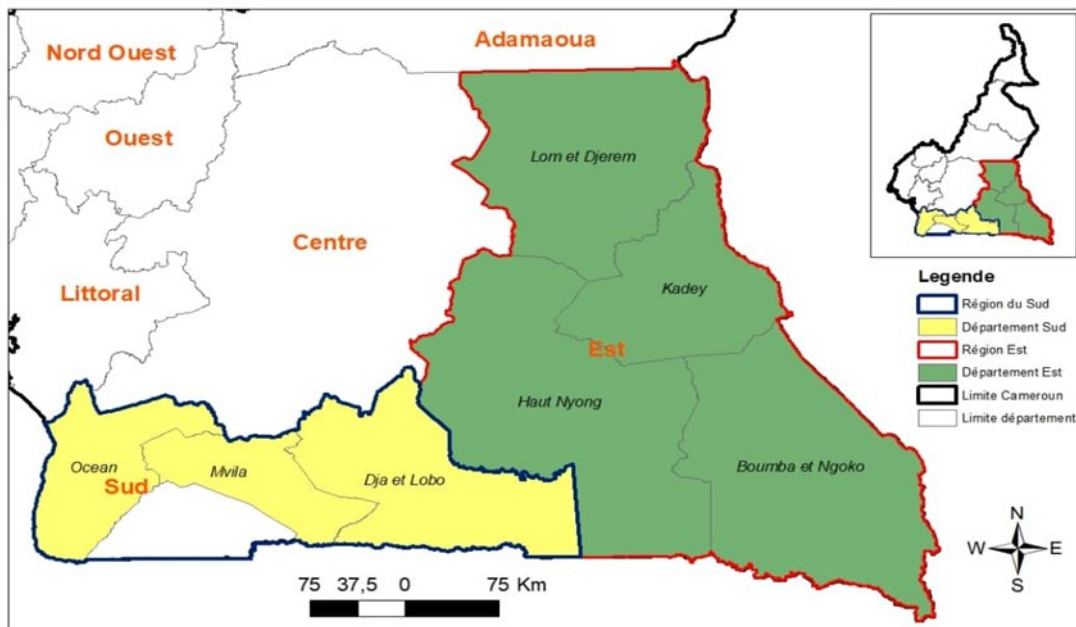 Nord Ouest
Adamaoua
Ouest
Lom et Djerem
Centre
Littoral
Kadey
Est
Haut Nyong
Boumba et Ngoko
Ocean
Mvila
Dja et Lobo
Sud
75 37,5 0 75 Km
Legende
Région du Sud
Département Sud
Région Est
Département Est
Limite Cameroun
Limite département
N
W E
S